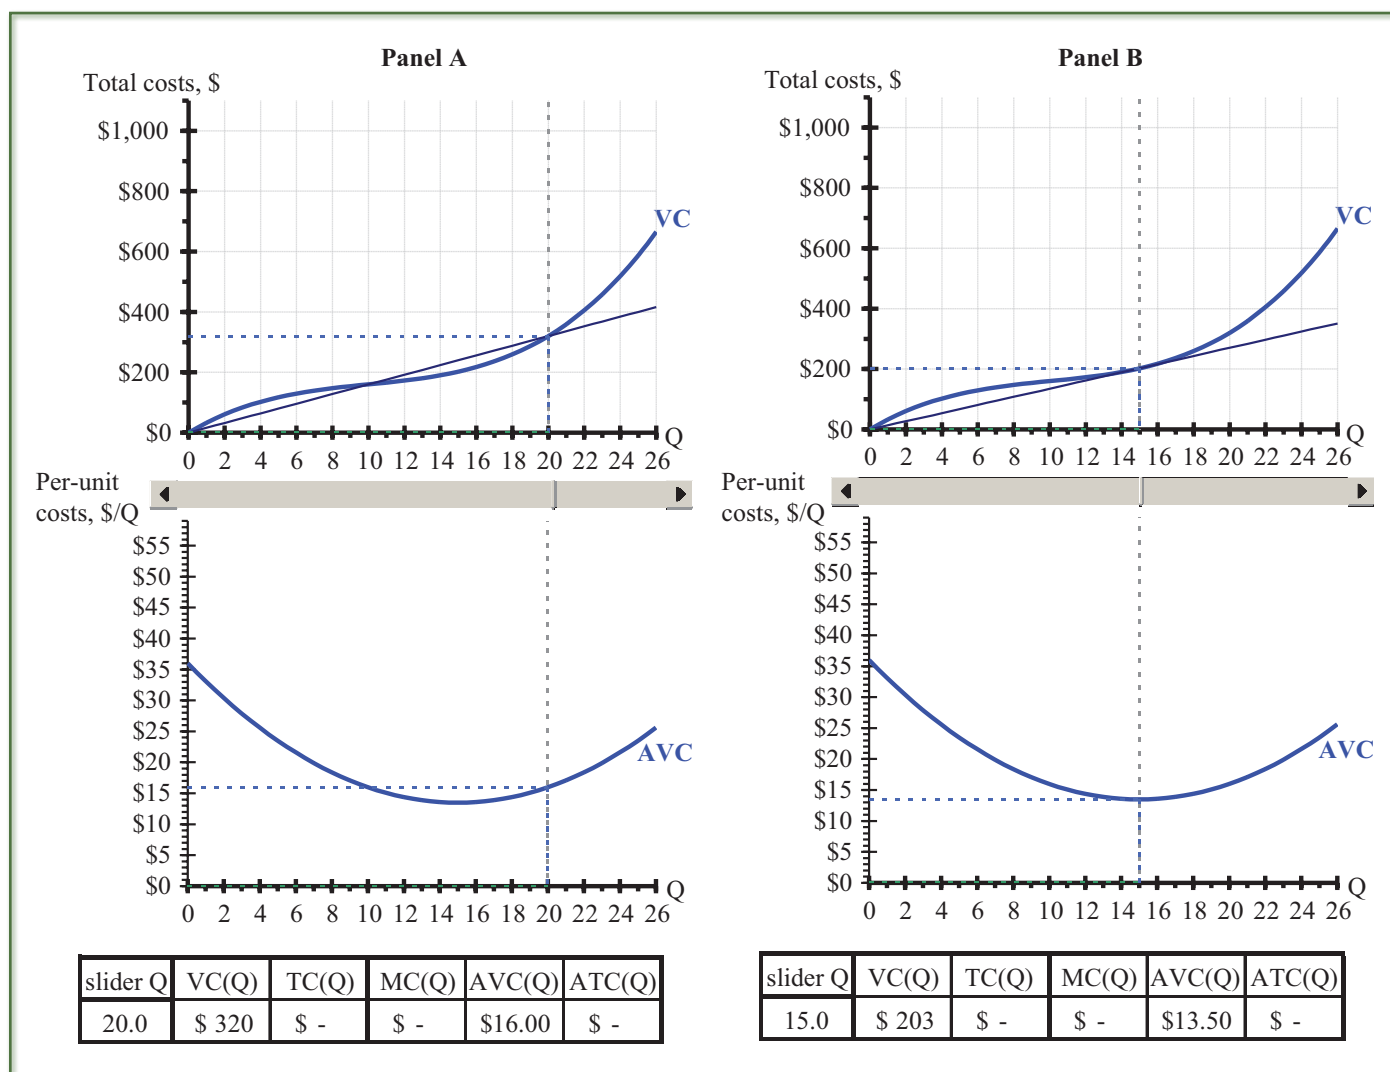 Panel A
Total costs, $
$1,000
$800
$600
$400
$200
$0
VC
Q
0 2 4 6 8 10 12 14 16 18 20 22 24 26
Per-unit
costs, $/Q
$55
$50
$45
$40
$35
$30
$25
$20
$15
$10
$5
$0
AVC
Q
0 2 4 6 8 10 12 14 16 18 20 22 24 26
slider Q VC(Q) TC(Q) MC(Q) AVC(Q) ATC(Q)
20.0 $ 320 $ - $ - $16.00 $ -
Panel B
Total costs, $
$1,000
$800
$600
$400
$200
$0
VC
Q
0 2 4 6 8 10 12 14 16 18 20 22 24 26
Per-unit
costs, $/Q
$55
$50
$45
$40
$35
$30
$25
$20
$15
$10
$5
$0
AVC
Q
0 2 4 6 8 10 12 14 16 18 20 22 24 26
slider Q VC(Q) TC(Q) MC(Q) AVC(Q) ATC(Q)
15.0 $ 203 $ - $ - $13.50 $ -